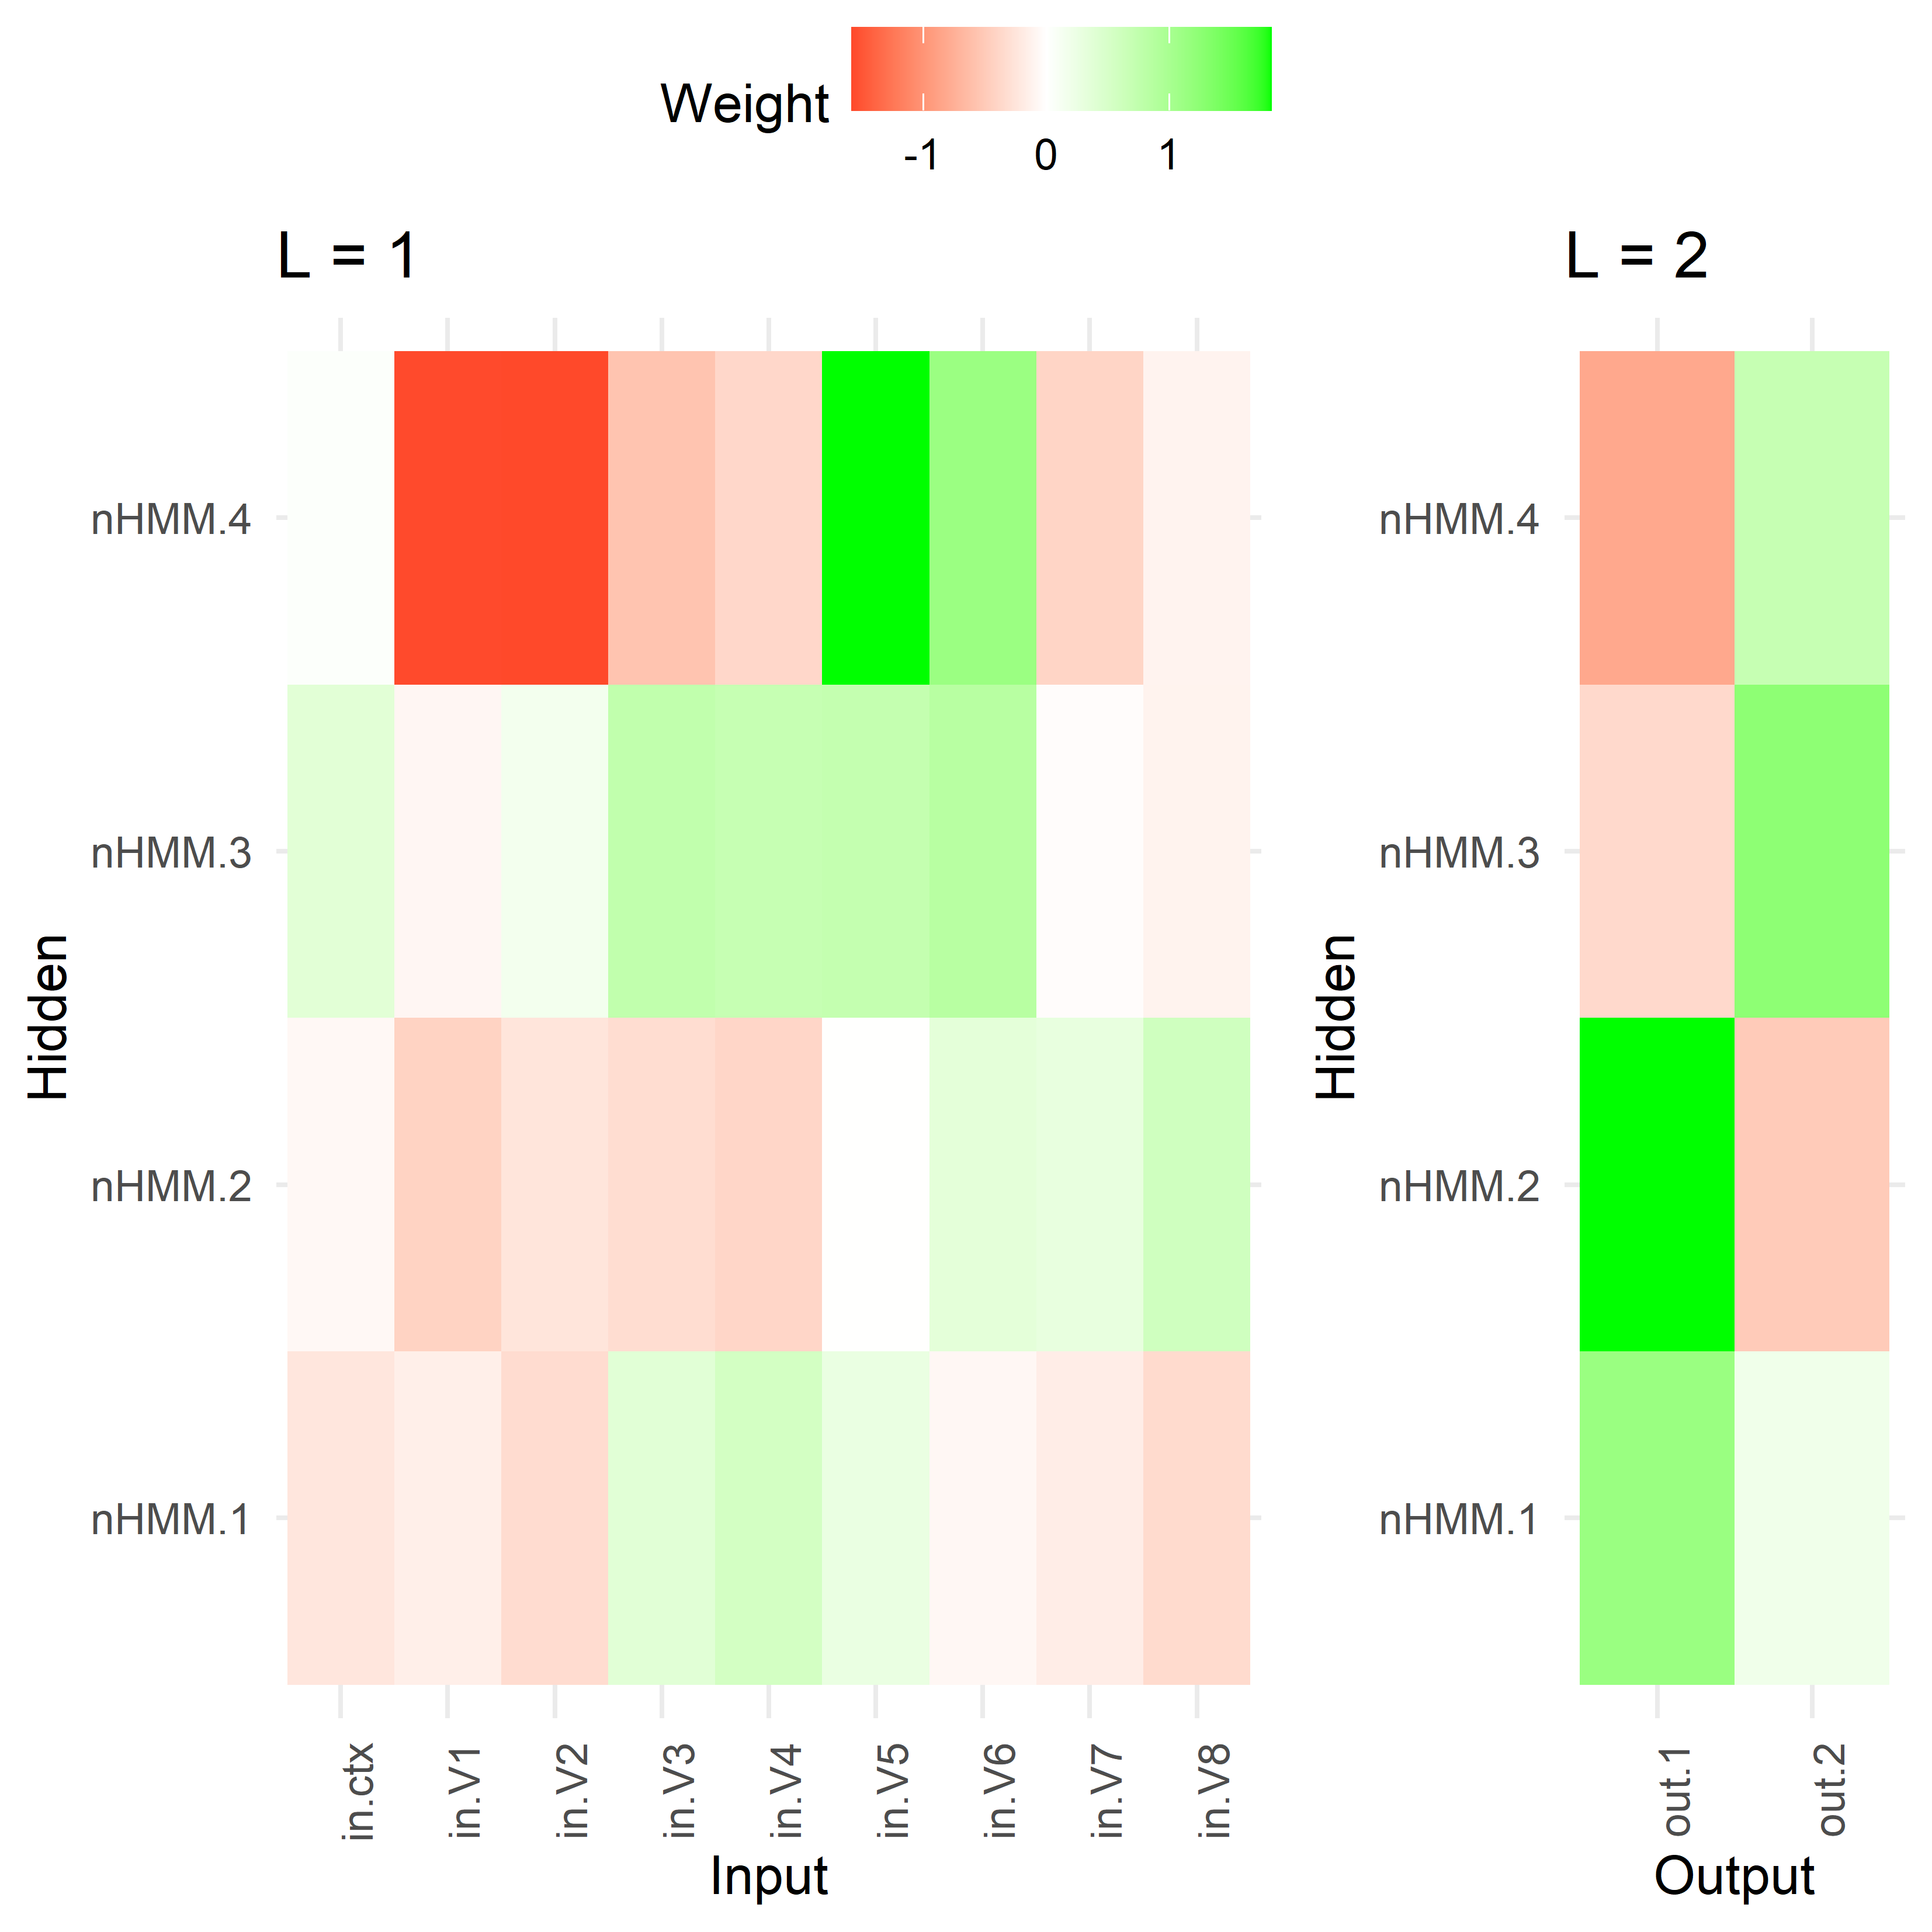 Weight
-1 0 1
L = 1
L = 2
nHMM.4
nHMM.3
nHMM.2
nHMM.1
Hidden
in.ctx
in.V1
in.V2
in.V3
in.V4
in.V5
in.V6
in.V7
in.V8
Input
nHMM.4
nHMM.3
nHMM.2
nHMM.1
Hidden
out.1
out.2
Output